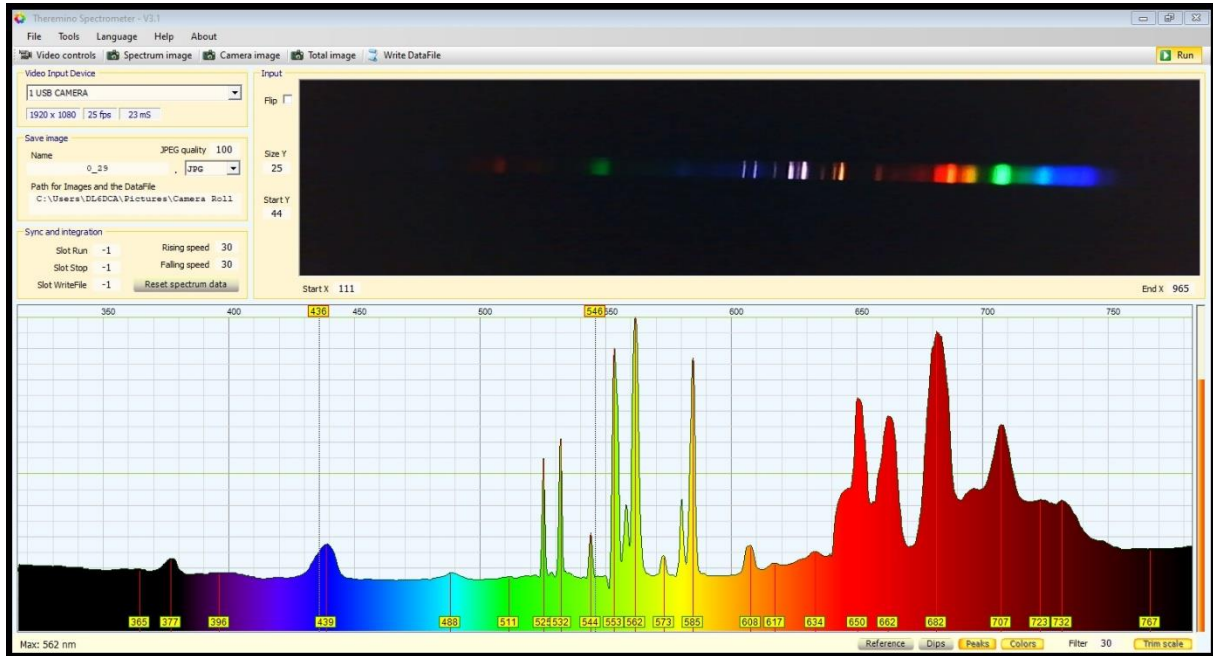 Theremino Spectrometer - V3.1
File Tools Language Help About
Video controls Spectrum image Camera image Total image Write DataFile Run
Video Input Device
1 USB CAMERA
1920 x 1080 25 fps 23 mS
Save image
Name JPEG quality 100
0_29 . JPG
Path for Images and the DataFile
C:\Users\DL6DCA\Pictures\Camera Roll
Sync and integration
Slot Run -1 Rising speed 30
Slot Stop -1 Falling speed 30
Slot WriteFile -1 Reset spectrum data
Input
Flip
Size Y
25
Start Y
44
Start X 111 End X 965
350 400 436 450 500 546 550 600 650 700 750
365 377 396 439 488 511 525 532 544 553 562 573 585 608 617 634 650 662 682 707 723 732 767
Max: 562 nm Reference Dips Peaks Colors Filter 30 Trim scale